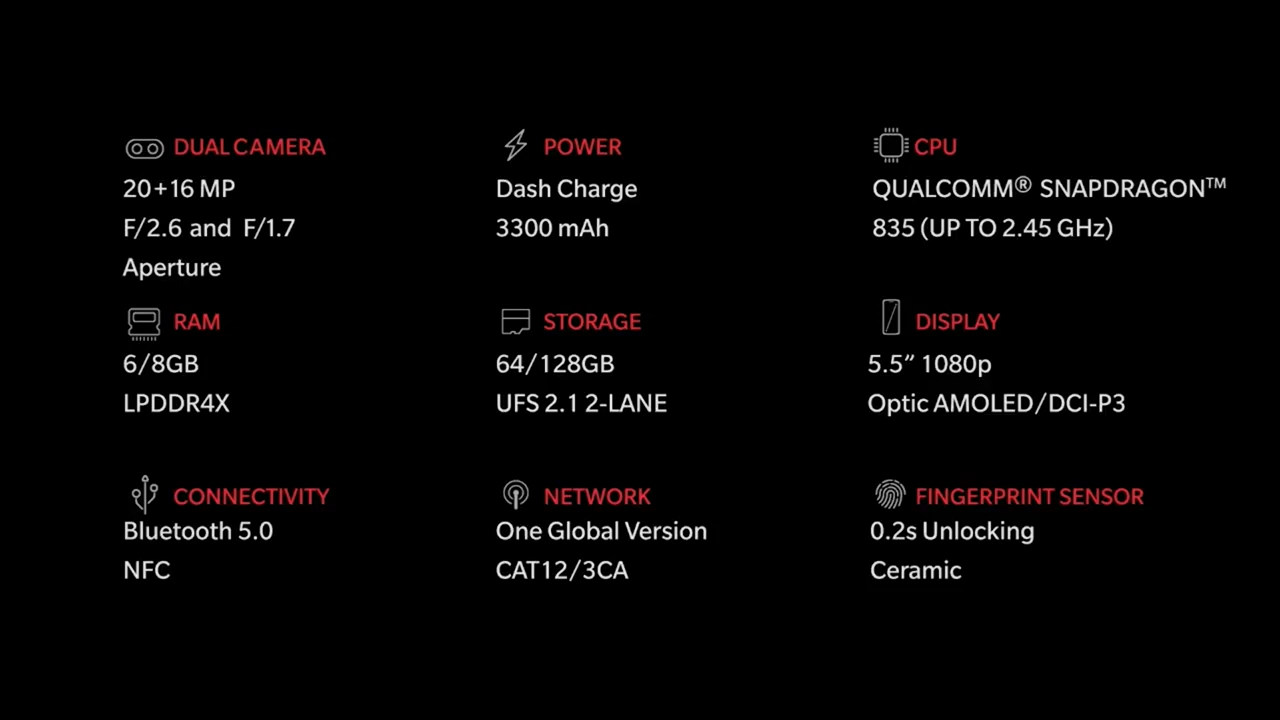 DUAL CAMERA
20+16 MP
F/2.6 and F/1.7
Aperture
POWER
Dash Charge
3300 mAh
CPU
QUALCOMM® SNAPDRAGON™
835 (UP TO 2.45 GHz)
RAM
6/8GB
LPDDR4X
STORAGE
64/128GB
UFS 2.1 2-LANE
DISPLAY
5.5” 1080p
Optic AMOLED/DCI-P3
CONNECTIVITY
Bluetooth 5.0
NFC
NETWORK
One Global Version
CAT12/3CA
FINGERPRINT SENSOR
0.2s Unlocking
Ceramic